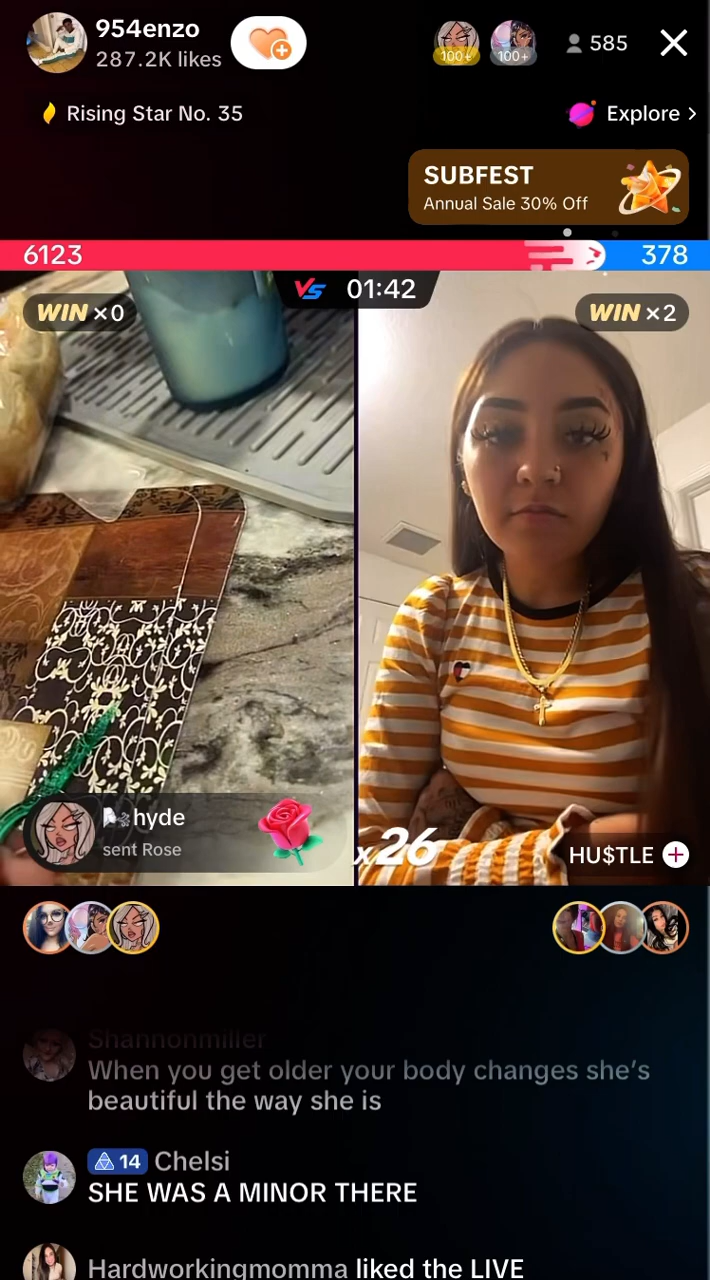 954enzo
287.2K likes
100+
100+
585
Rising Star No. 35
Explore >
SUBFEST
Annual Sale 30% Off
6123
378
VS 01:42
WIN ×0
WIN ×2
hyde
sent Rose
x26
HU$TLE
Shannonmiller
When you get older your body changes she's
beautiful the way she is
14 Chelsi
SHE WAS A MINOR THERE
Hardworkingmomma liked the LIVE